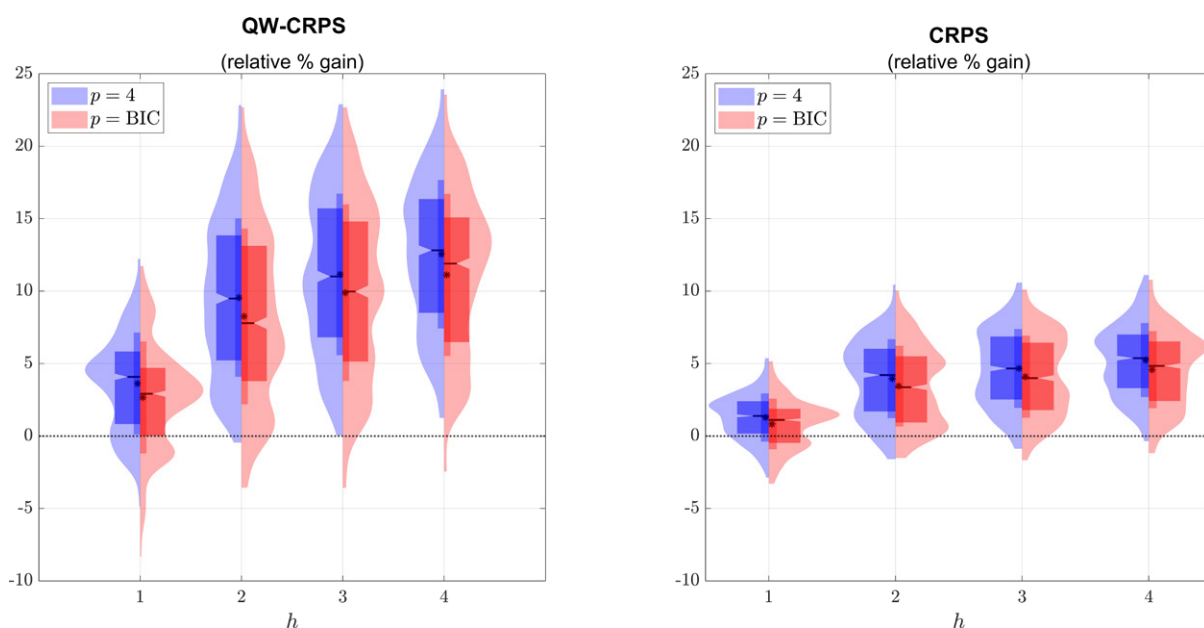 QW-CRPS
(relative % gain)
25
20
15
10
5
0
-5
-10
p = 4
p = BIC
1 2 3 4
h
CRPS
(relative % gain)
25
20
15
10
5
0
-5
-10
p = 4
p = BIC
1 2 3 4
h